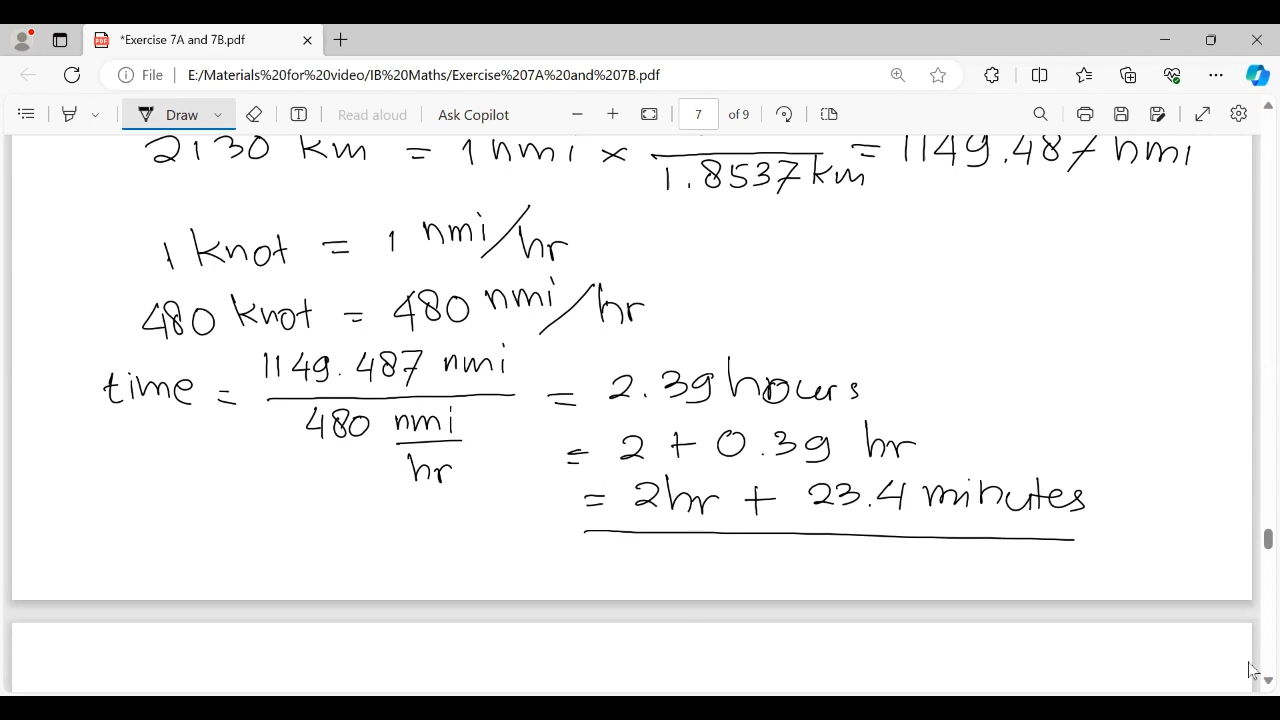 *Exercise 7A and 7B.pdf
File E:/Materials%20for%20video/IB%20Maths/Exercise%207A%20and%207B.pdf
Draw Read aloud Ask Copilot 7 of 9
2130 km = 1 nmi × /1.8537 km = 1149.487 nmi
1 knot = 1 nmi/hr
480 knot = 480 nmi/hr
time = 1149.487 nmi / 480 nmi/hr = 2.39 hours
= 2 + 0.39 hr
= 2hr + 23.4 minutes